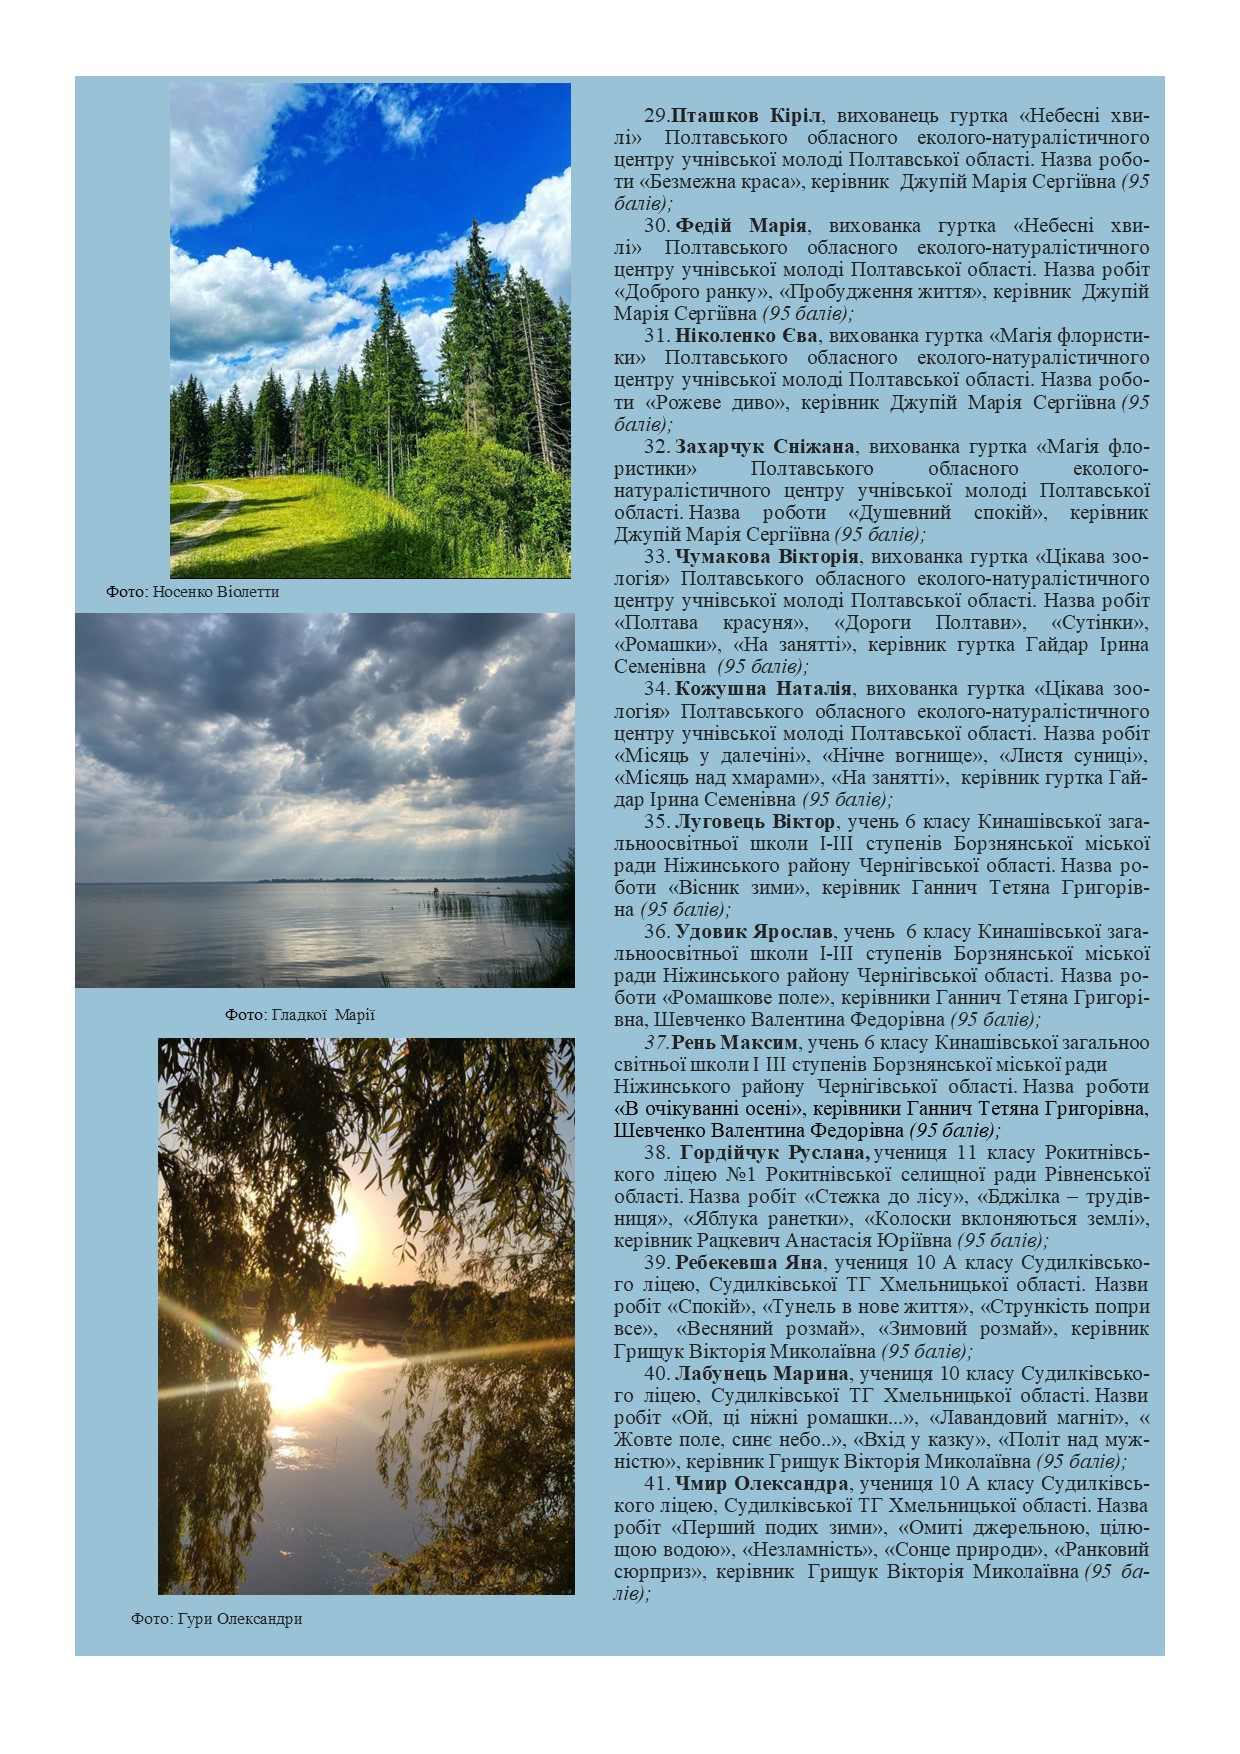 Фото: Носенко Віолетти
Фото: Гладкої Марії
Фото: Гури Олександри
29.Пташков Кіріл, вихованець гуртка «Небесні хви-
лі» Полтавського обласного еколого-натуралістичного
центру учнівської молоді Полтавської області. Назва робо-
ти «Безмежна краса», керівник Джупій Марія Сергіївна (95
балів);
30. Федій Марія, вихованка гуртка «Небесні хви-
лі» Полтавського обласного еколого-натуралістичного
центру учнівської молоді Полтавської області. Назва робіт
«Доброго ранку», «Пробудження життя», керівник Джупій
Марія Сергіївна (95 балів);
31. Ніколенко Єва, вихованка гуртка «Магія флористи-
ки» Полтавського обласного еколого-натуралістичного
центру учнівської молоді Полтавської області. Назва робо-
ти «Рожеве диво», керівник Джупій Марія Сергіївна (95
балів);
32. Захарчук Сніжана, вихованка гуртка «Магія фло-
ристики» Полтавського обласного еколого-
натуралістичного центру учнівської молоді Полтавської
області. Назва роботи «Душевний спокій», керівник
Джупій Марія Сергіївна (95 балів);
33. Чумакова Вікторія, вихованка гуртка «Цікава зоо-
логія» Полтавського обласного еколого-натуралістичного
центру учнівської молоді Полтавської області. Назва робіт
«Полтава красуня», «Дороги Полтави», «Сутінки»,
«Ромашки», «На занятті», керівник гуртка Гайдар Ірина
Семенівна (95 балів);
34. Кожушна Наталія, вихованка гуртка «Цікава зоо-
логія» Полтавського обласного еколого-натуралістичного
центру учнівської молоді Полтавської області. Назва робіт
«Місяць у далечіні», «Нічне вогнище», «Листя суниці»,
«Місяць над хмарами», «На занятті», керівник гуртка Гай-
дар Ірина Семенівна (95 балів);
35. Луговець Віктор, учень 6 класу Кинашівської зага-
льноосвітньої школи І-ІІІ ступенів Борзнянської міської
ради Ніжинського району Чернігівської області. Назва ро-
боти «Вісник зими», керівник Ганнич Тетяна Григорів-
на (95 балів);
36. Удовик Ярослав, учень 6 класу Кинашівської зага-
льноосвітньої школи І-ІІІ ступенів Борзнянської міської
ради Ніжинського району Чернігівської області. Назва ро-
боти «Ромашкове поле», керівники Ганнич Тетяна Григорі-
вна, Шевченко Валентина Федорівна (95 балів);
37.Рень Максим, учень 6 класу Кинашівської загальноо
світньої школи І ІІІ ступенів Борзнянської міської ради
Ніжинського району Чернігівської області. Назва роботи
«В очікуванні осені», керівники Ганнич Тетяна Григорівна,
Шевченко Валентина Федорівна (95 балів);
38. Гордійчук Руслана, учениця 11 класу Рокитнівсь-
кого ліцею №1 Рокитнівської селищної ради Рівненської
області. Назва робіт «Стежка до лісу», «Бджілка – трудів-
ниця», «Яблука ранетки», «Колоски вклоняються землі»,
керівник Рацкевич Анастасія Юріївна (95 балів);
39. Ребекевша Яна, учениця 10 А класу Судилківсько-
го ліцею, Судилківської ТГ Хмельницької області. Назви
робіт «Спокій», «Тунель в нове життя», «Стрункість попри
все», «Весняний розмай», «Зимовий розмай», керівник
Грищук Вікторія Миколаївна (95 балів);
40. Лабунець Марина, учениця 10 класу Судилківсько-
го ліцею, Судилківської ТГ Хмельницької області. Назви
робіт «Ой, ці ніжні ромашки...», «Лавандовий магніт», «
Жовте поле, синє небо..», «Вхід у казку», «Політ над муж-
ністю», керівник Грищук Вікторія Миколаївна (95 балів);
41. Чмир Олександра, учениця 10 А класу Судилківсь-
кого ліцею, Судилківської ТГ Хмельницької області. Назва
робіт «Перший подих зими», «Омиті джерельною, цілю-
щою водою», «Незламність», «Сонце природи», «Ранковий
сюрприз», керівник Грищук Вікторія Миколаївна (95 ба-
лів);